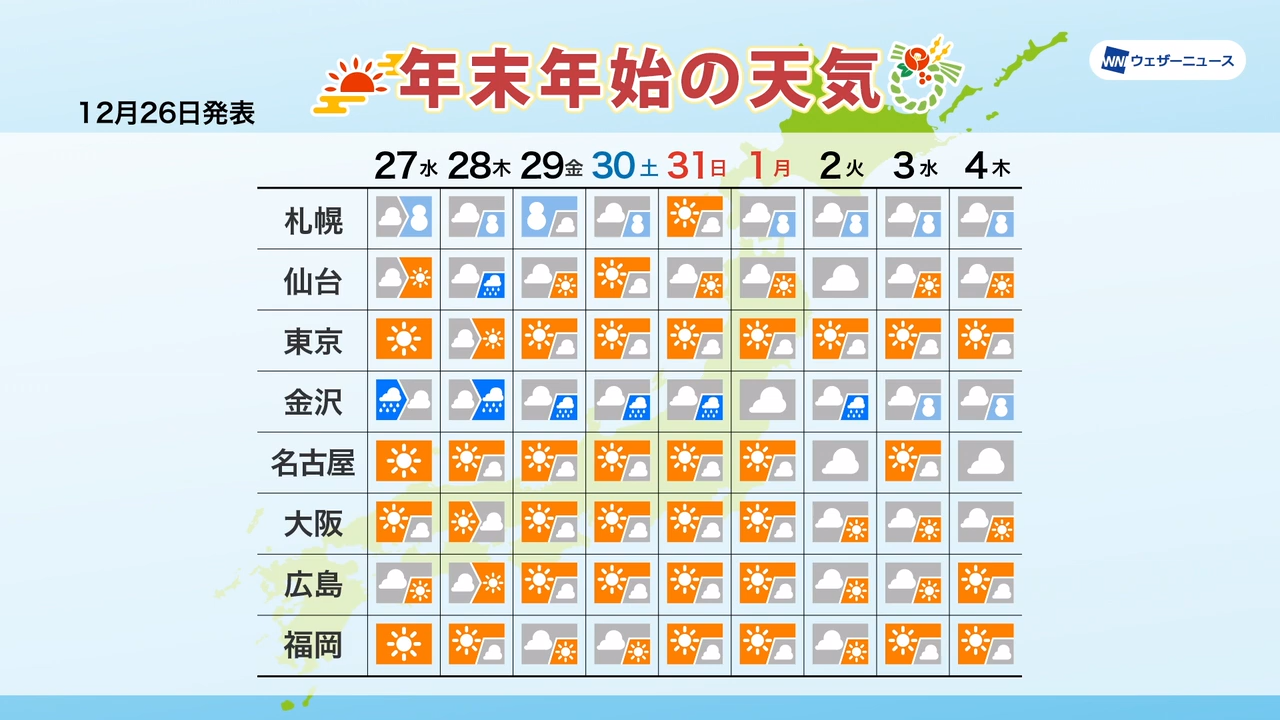 年末年始の天気
ウェザーニュース
12月26日発表
27水 28木 29金 30土 31日 1月 2火 3水 4木
札幌
仙台
東京
金沢
名古屋
大阪
広島
福岡